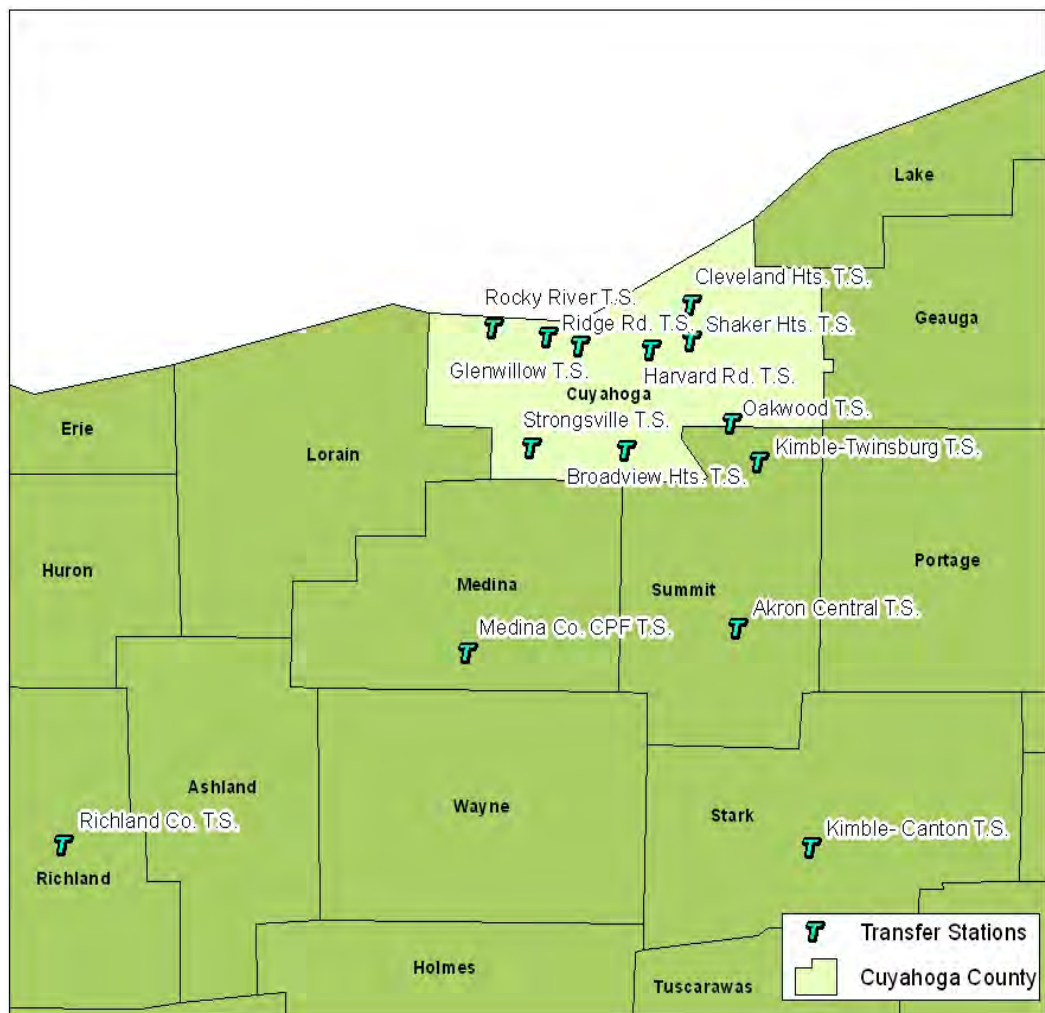 Lake
Cleveland Hts. T.S.
Rocky River T.S.
Ridge Rd. T.S.
Shaker Hts. T.S.
Geauga
Glenwillow T.S.
Harvard Rd. T.S.
Cuyahoga
Oakwood T.S.
Erie
Strongsville T.S.
Lorain
Kimble-Twinsburg T.S.
Broadview Hts. T.S.
Huron
Medina
Summit
Portage
Akron Central T.S.
Medina Co. CPF T.S.
Ashland
Wayne
Stark
Richland Co. T.S.
Kimble- Canton T.S.
Richland
Holmes
Tuscarawas
T Transfer Stations
Cuyahoga County